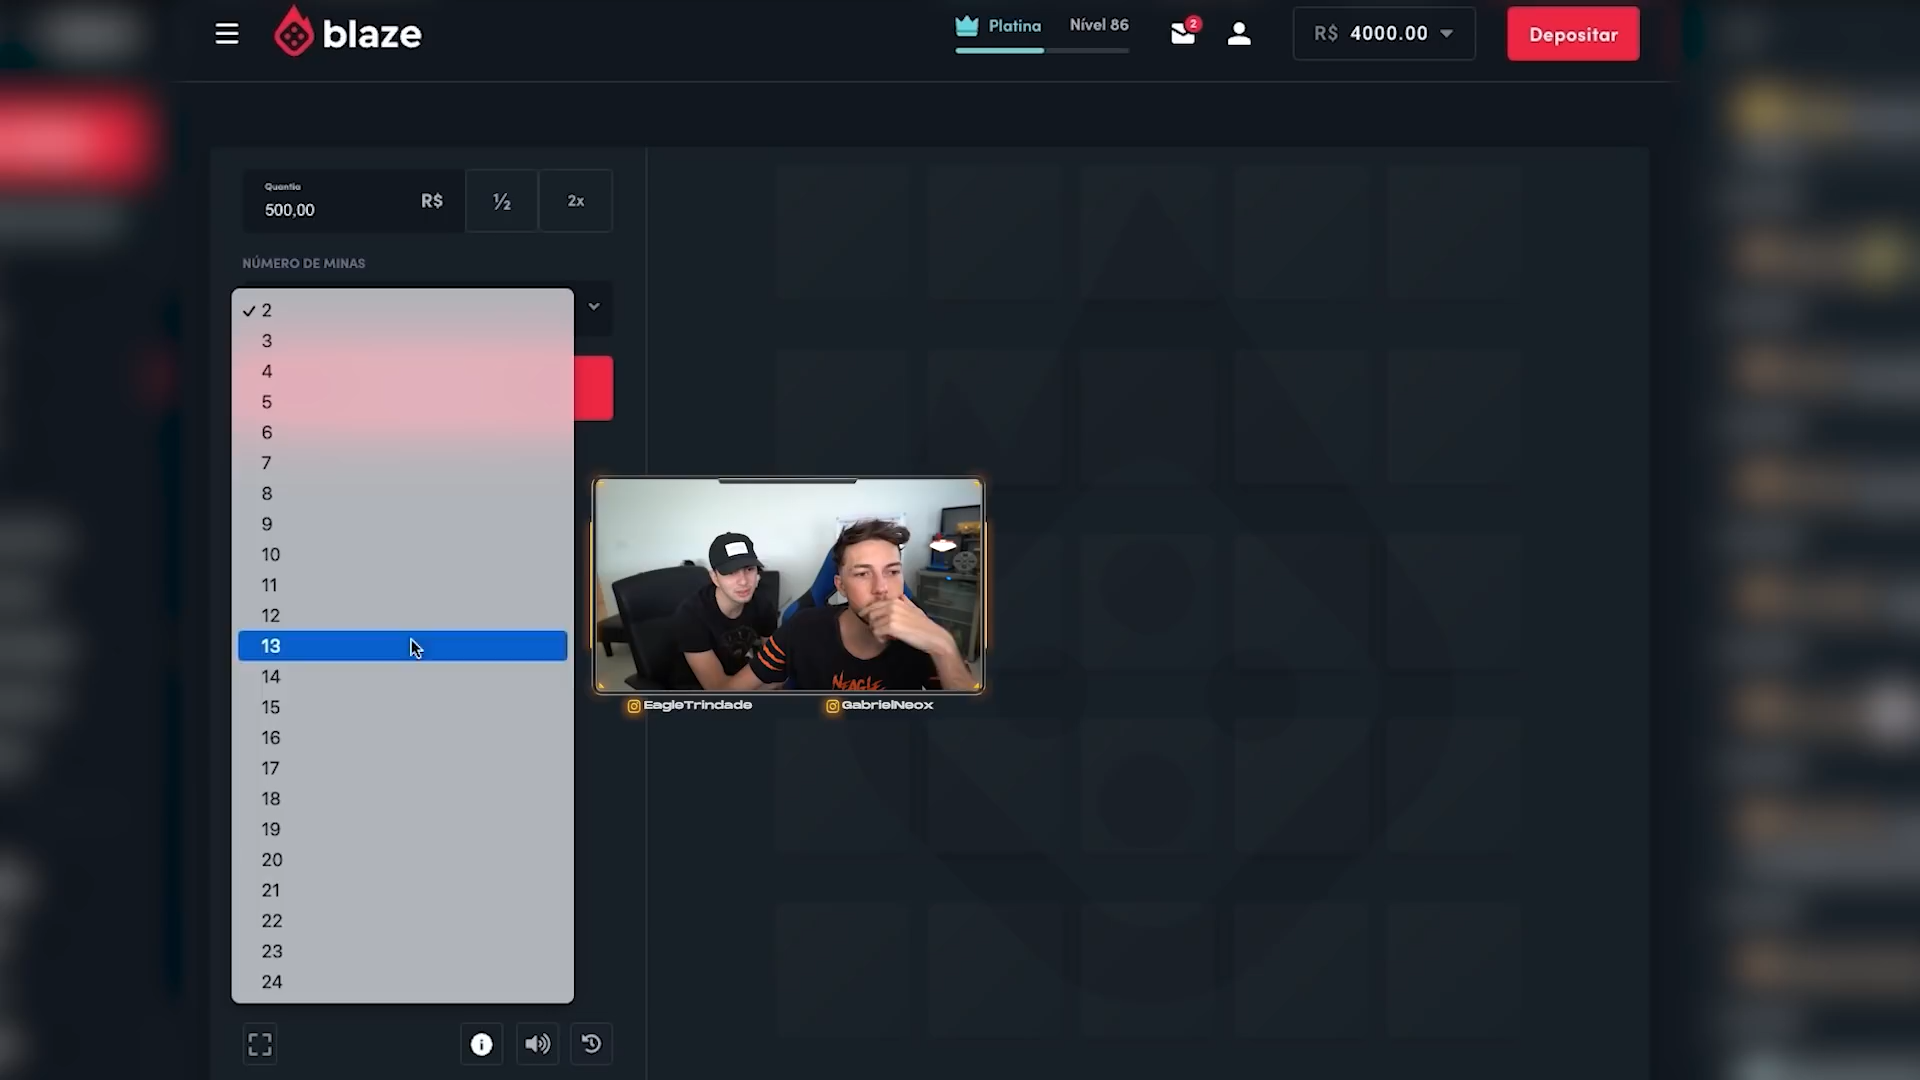 blaze
Platina
Nível 86
2
R$ 4000.00
Depositar
Quantia
500,00
R$
½
2x
NÚMERO DE MINAS
2
3
4
5
6
7
8
9
10
11
12
13
14
15
16
17
18
19
20
21
22
23
24
NEAGLE
EagleTrindade
GabrielNeox